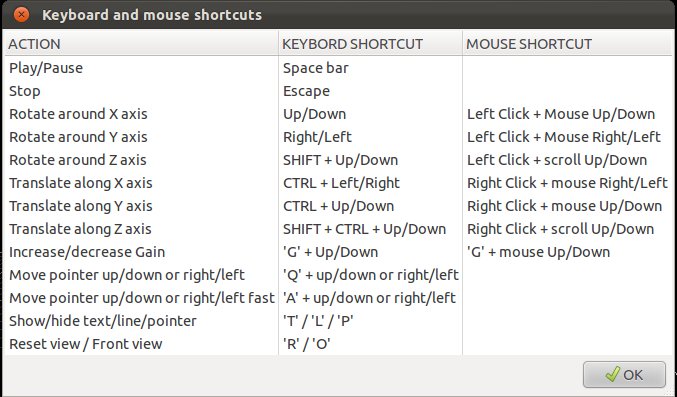 Keyboard and mouse shortcuts
ACTION KEYBORD SHORTCUT MOUSE SHORTCUT
Play/Pause Space bar
Stop Escape
Rotate around X axis Up/Down Left Click + Mouse Up/Down
Rotate around Y axis Right/Left Left Click + Mouse Right/Left
Rotate around Z axis SHIFT + Up/Down Left Click + scroll Up/Down
Translate along X axis CTRL + Left/Right Right Click + mouse Right/Left
Translate along Y axis CTRL + Up/Down Right Click + mouse Up/Down
Translate along Z axis SHIFT + CTRL + Up/Down Right Click + scroll Up/Down
Increase/decrease Gain 'G' + Up/Down 'G' + mouse Up/Down
Move pointer up/down or right/left 'Q' + up/down or right/left
Move pointer up/down or right/left fast 'A' + up/down or right/left
Show/hide text/line/pointer 'T' / 'L' / 'P'
Reset view / Front view 'R' / 'O'
OK